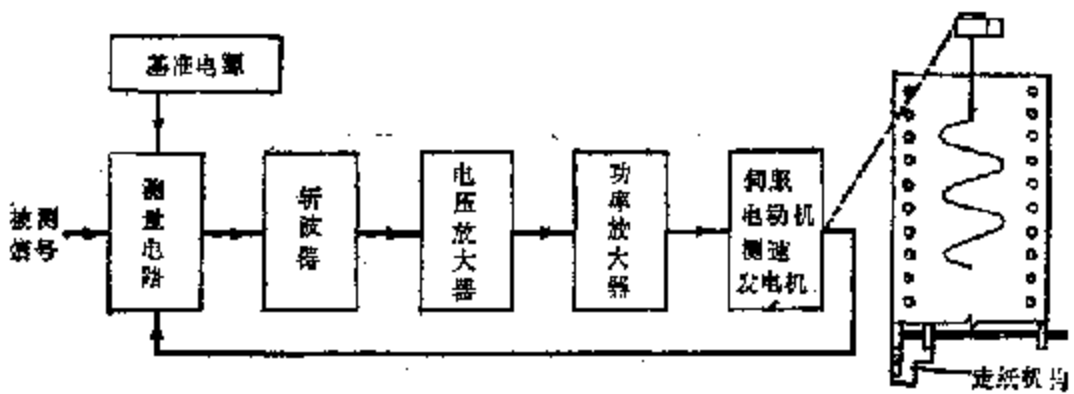 基准电源
被测
信号
测量电路
斩波器
电压放大器
功率放大器
伺服
电动机
测速
发电机
走纸机构